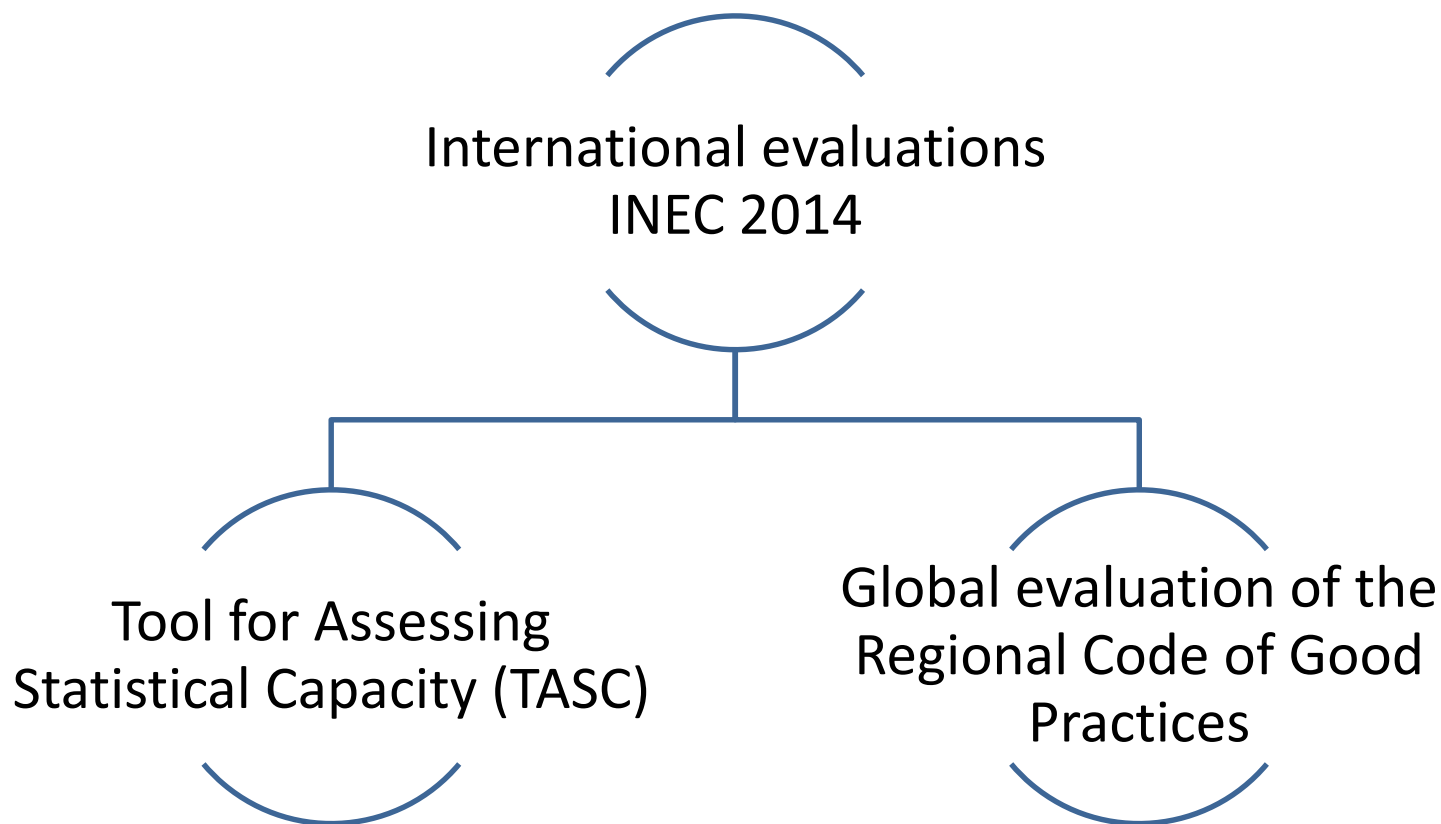 International evaluations
INEC 2014
Tool for Assessing
Statistical Capacity (TASC)
Global evaluation of the
Regional Code of Good
Practices